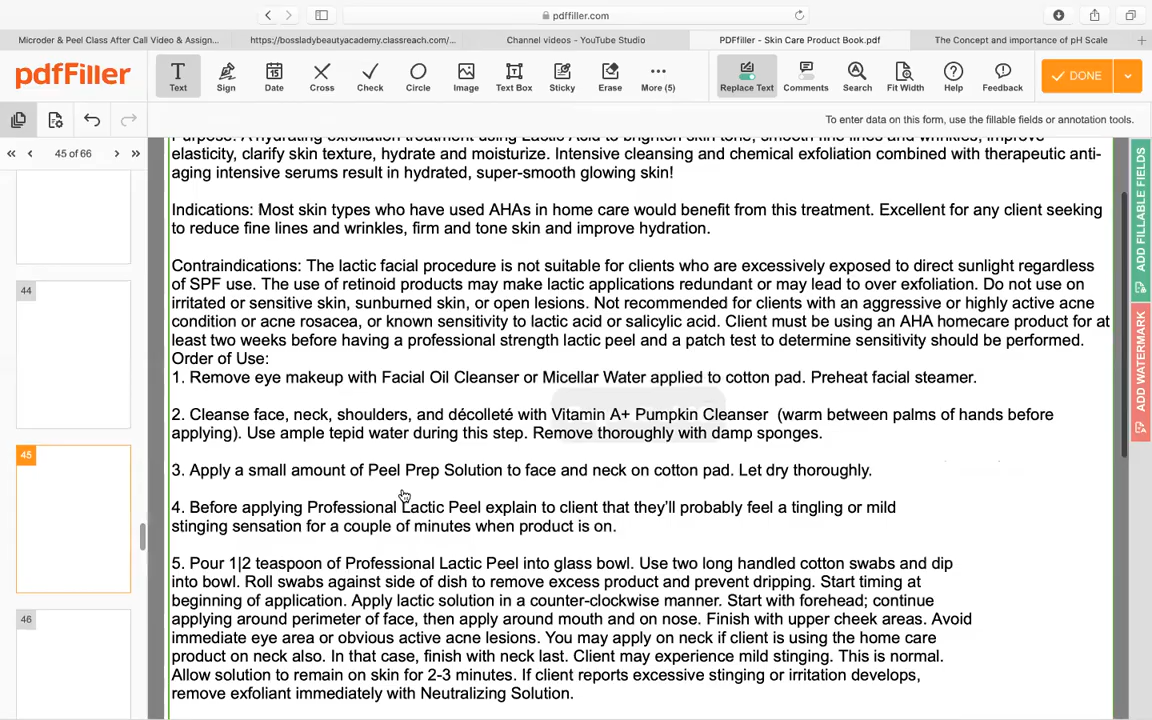 pdffiller.com
Microder & Peel Class After Call Video & Assign...
https://bossladybeautyacademy.classreach.com/...
Channel videos - YouTube Studio
PDFfiller - Skin Care Product Book.pdf
The Concept and importance of pH Scale
pdfFiller
Text
Sign
Date
15
Cross
Check
Circle
Image
Text Box
Sticky
Erase
More (5)
Replace Text
Comments
Search
Fit Width
Help
Feedback
DONE
To enter data on this form, use the fillable fields or annotation tools.
45 of 66
44
45
46
ADD FILLABLE FIELDS
ADD WATERMARK
Purpose: A hydrating exfoliation treatment using Lactic Acid to brighten skin tone, smooth fine lines and wrinkles, improve
elasticity, clarify skin texture, hydrate and moisturize. Intensive cleansing and chemical exfoliation combined with therapeutic anti-
aging intensive serums result in hydrated, super-smooth glowing skin!
Indications: Most skin types who have used AHAs in home care would benefit from this treatment. Excellent for any client seeking
to reduce fine lines and wrinkles, firm and tone skin and improve hydration.
Contraindications: The lactic facial procedure is not suitable for clients who are excessively exposed to direct sunlight regardless
of SPF use. The use of retinoid products may make lactic applications redundant or may lead to over exfoliation. Do not use on
irritated or sensitive skin, sunburned skin, or open lesions. Not recommended for clients with an aggressive or highly active acne
condition or acne rosacea, or known sensitivity to lactic acid or salicylic acid. Client must be using an AHA homecare product for at
least two weeks before having a professional strength lactic peel and a patch test to determine sensitivity should be performed.
Order of Use:
1. Remove eye makeup with Facial Oil Cleanser or Micellar Water applied to cotton pad. Preheat facial steamer.
2. Cleanse face, neck, shoulders, and décolleté with Vitamin A+ Pumpkin Cleanser (warm between palms of hands before
applying). Use ample tepid water during this step. Remove thoroughly with damp sponges.
3. Apply a small amount of Peel Prep Solution to face and neck on cotton pad. Let dry thoroughly.
4. Before applying Professional Lactic Peel explain to client that they'll probably feel a tingling or mild
stinging sensation for a couple of minutes when product is on.
5. Pour 1|2 teaspoon of Professional Lactic Peel into glass bowl. Use two long handled cotton swabs and dip
into bowl. Roll swabs against side of dish to remove excess product and prevent dripping. Start timing at
beginning of application. Apply lactic solution in a counter-clockwise manner. Start with forehead; continue
applying around perimeter of face, then apply around mouth and on nose. Finish with upper cheek areas. Avoid
immediate eye area or obvious active acne lesions. You may apply on neck if client is using the home care
product on neck also. In that case, finish with neck last. Client may experience mild stinging. This is normal.
Allow solution to remain on skin for 2-3 minutes. If client reports excessive stinging or irritation develops,
remove exfoliant immediately with Neutralizing Solution.